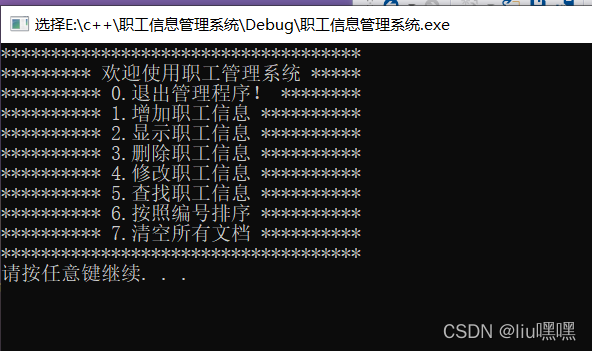 选择E:\c++\职工信息管理系统\Debug\职工信息管理系统.exe
************************************
********* 欢迎使用职工管理系统 *****
********** 0.退出管理程序！ ********
********** 1.增加职工信息 **********
********** 2.显示职工信息 **********
********** 3.删除职工信息 **********
********** 4.修改职工信息 **********
********** 5.查找职工信息 **********
********** 6.按照编号排序 **********
********** 7.清空所有文档 **********
************************************
请按任意键继续. . .
CSDN @liu嘿嘿